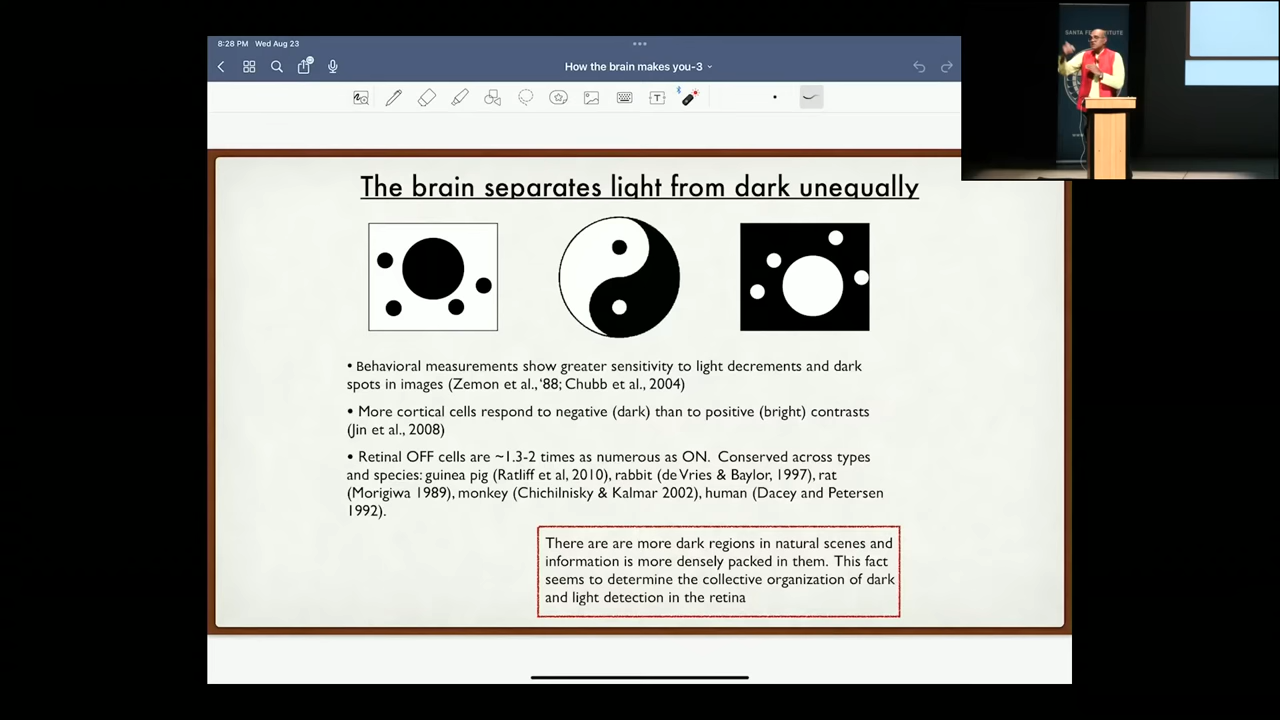 8:28 PM Wed Aug 23
How the brain makes you-3
SANTA FE INSTITUTE
The brain separates light from dark unequally
• Behavioral measurements show greater sensitivity to light decrements and dark
spots in images (Zemon et al., '88; Chubb et al., 2004)
• More cortical cells respond to negative (dark) than to positive (bright) contrasts
(Jin et al., 2008)
• Retinal OFF cells are ~1.3-2 times as numerous as ON. Conserved across types
and species: guinea pig (Ratliff et al, 2010), rabbit (de Vries & Baylor, 1997), rat
(Morigiwa 1989), monkey (Chichilnisky & Kalmar 2002), human (Dacey and Petersen
1992).
There are are more dark regions in natural scenes and
information is more densely packed in them. This fact
seems to determine the collective organization of dark
and light detection in the retina